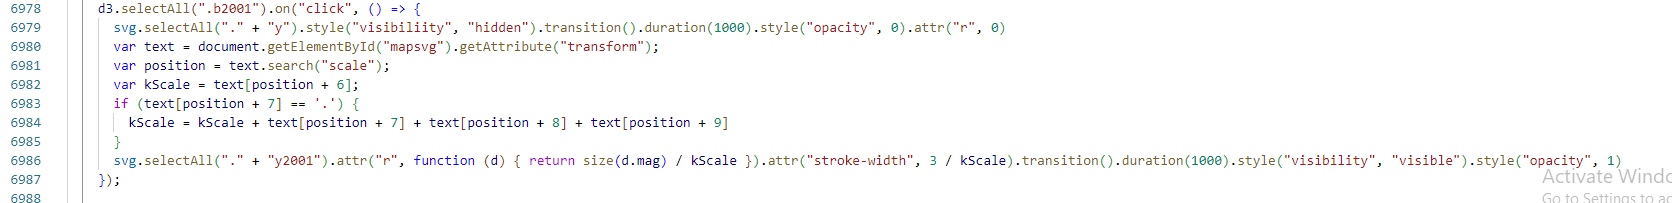 6978 d3.selectAll(".b2001").on("click", () => {
6979 svg.selectAll("." + "y").style("visibiliity", "hidden").transition().duration(1000).style("opacity", 0).attr("r", 0)
6980 var text = document.getElementById("mapsvg").getAttribute("transform");
6981 var position = text.search("scale");
6982 var kScale = text[position + 6];
6983 if (text[position + 7] == '.') {
6984 kScale = kScale + text[position + 7] + text[position + 8] + text[position + 9]
6985 }
6986 svg.selectAll("." + "y2001").attr("r", function (d) { return size(d.mag) / kScale }).attr("stroke-width", 3 / kScale).transition().duration(1000).style("visibility", "visible").style("opacity", 1)
6987 });
Activate Windo
6988
Go to Settings to ac